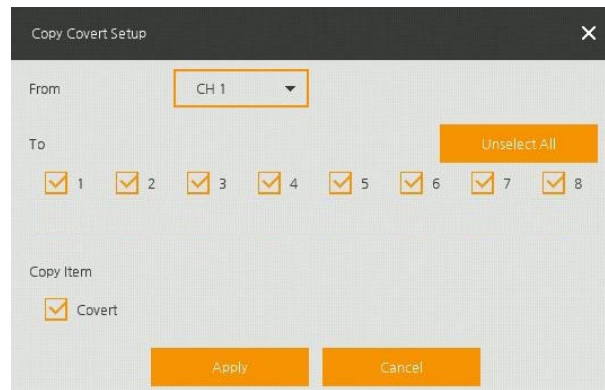 Copy Covert Setup
From CH 1
To Unselect All
1 2 3 4 5 6 7 8
Copy Item
Covert
Apply Cancel